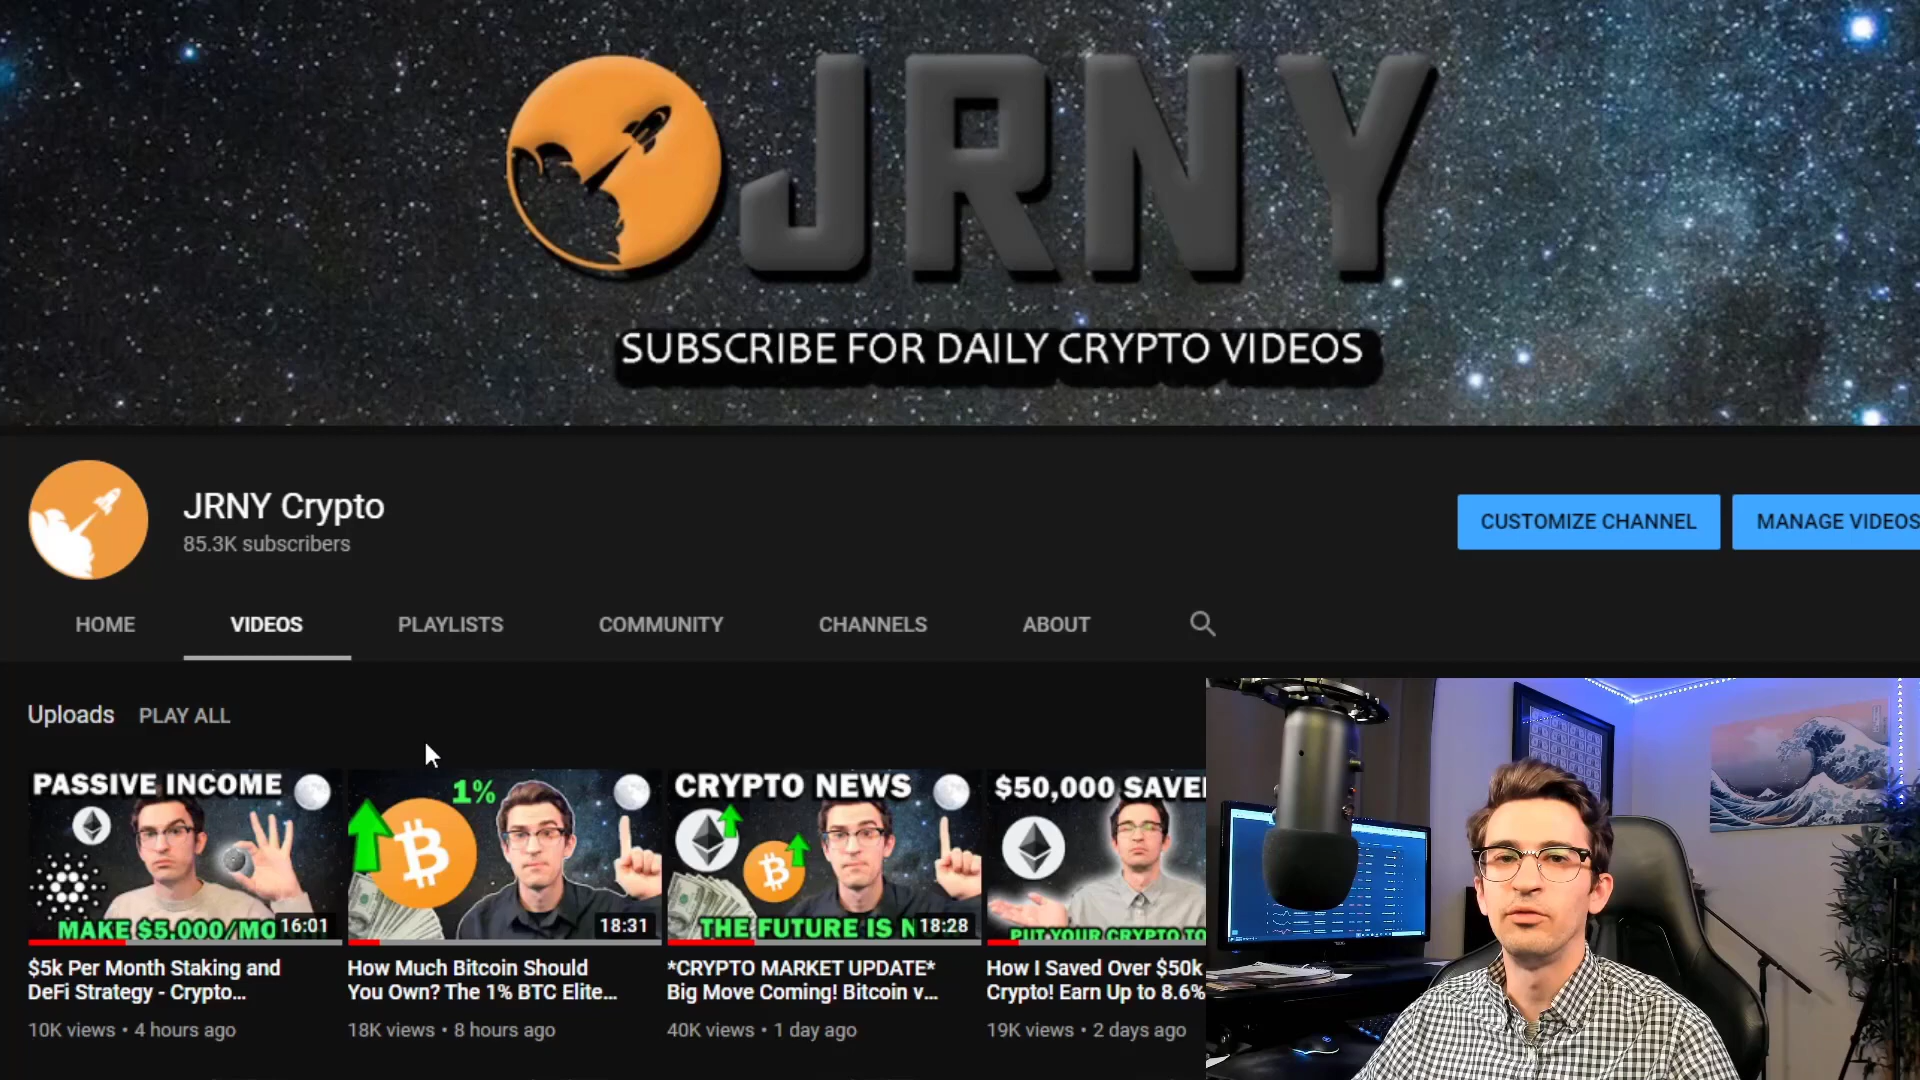 JRNY
SUBSCRIBE FOR DAILY CRYPTO VIDEOS
JRNY Crypto
85.3K subscribers
CUSTOMIZE CHANNEL
MANAGE VIDEOS
HOME
VIDEOS
PLAYLISTS
COMMUNITY
CHANNELS
ABOUT
Uploads
PLAY ALL
PASSIVE INCOME
MAKE $5,000/MO
16:01
$5k Per Month Staking and
DeFi Strategy - Crypto...
10K views • 4 hours ago
1%
18:31
How Much Bitcoin Should
You Own? The 1% BTC Elite...
18K views • 8 hours ago
CRYPTO NEWS
THE FUTURE IS N
18:28
*CRYPTO MARKET UPDATE*
Big Move Coming! Bitcoin v...
40K views • 1 day ago
$50,000 SAVE
PUT YOUR CRYPTO TO
How I Saved Over $50k
Crypto! Earn Up to 8.6%
19K views • 2 days ago